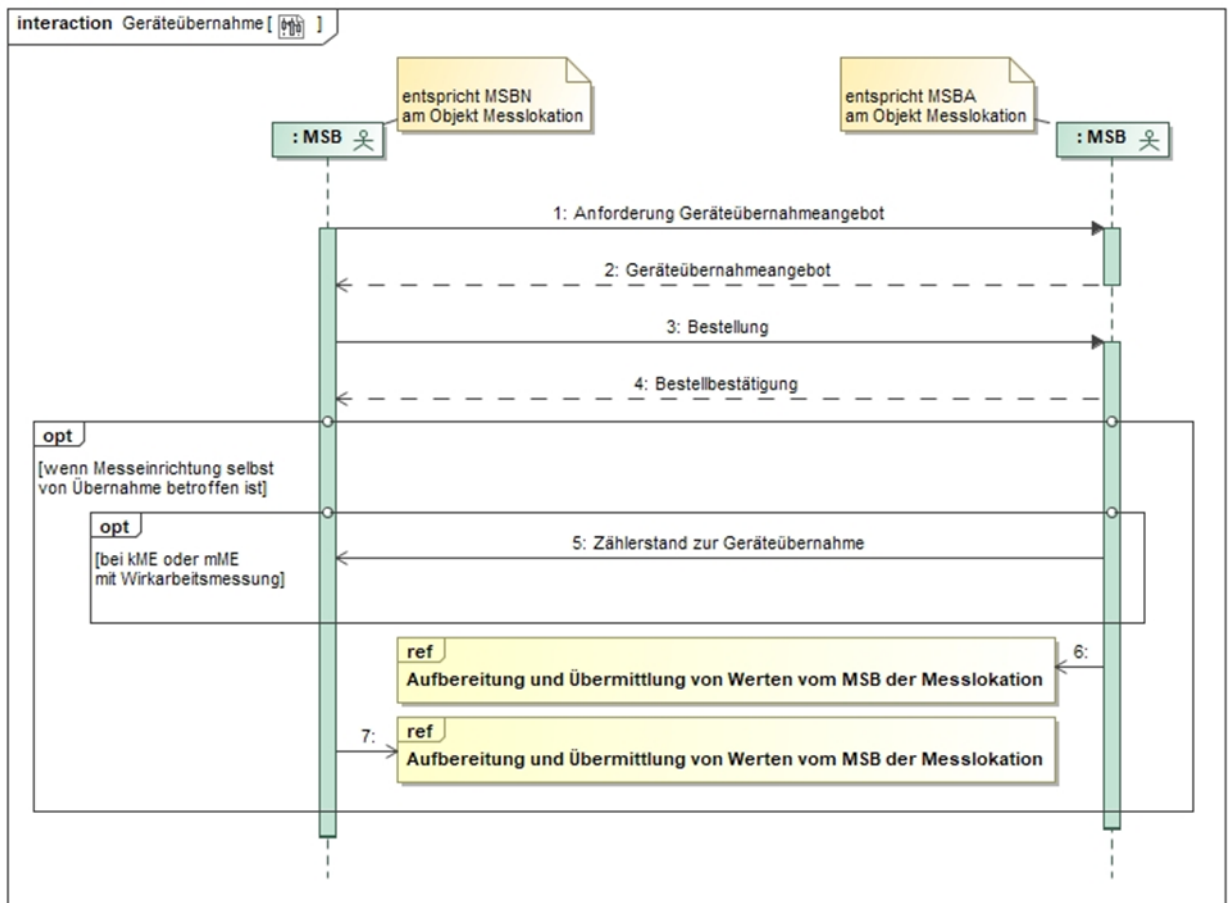 interaction Geräteübernahme [ ]
entspricht MSBN
am Objekt Messlokation
entspricht MSBA
am Objekt Messlokation
: MSB
: MSB
1: Anforderung Geräteübernahmeangebot
2: Geräteübernahmeangebot
3: Bestellung
4: Bestellbestätigung
opt
[wenn Messeinrichtung selbst
von Übernahme betroffen ist]
opt
[bei kME oder mME
mit Wirkarbeitsmessung]
5: Zählerstand zur Geräteübernahme
ref
Aufbereitung und Übermittlung von Werten vom MSB der Messlokation
6:
7:
ref
Aufbereitung und Übermittlung von Werten vom MSB der Messlokation